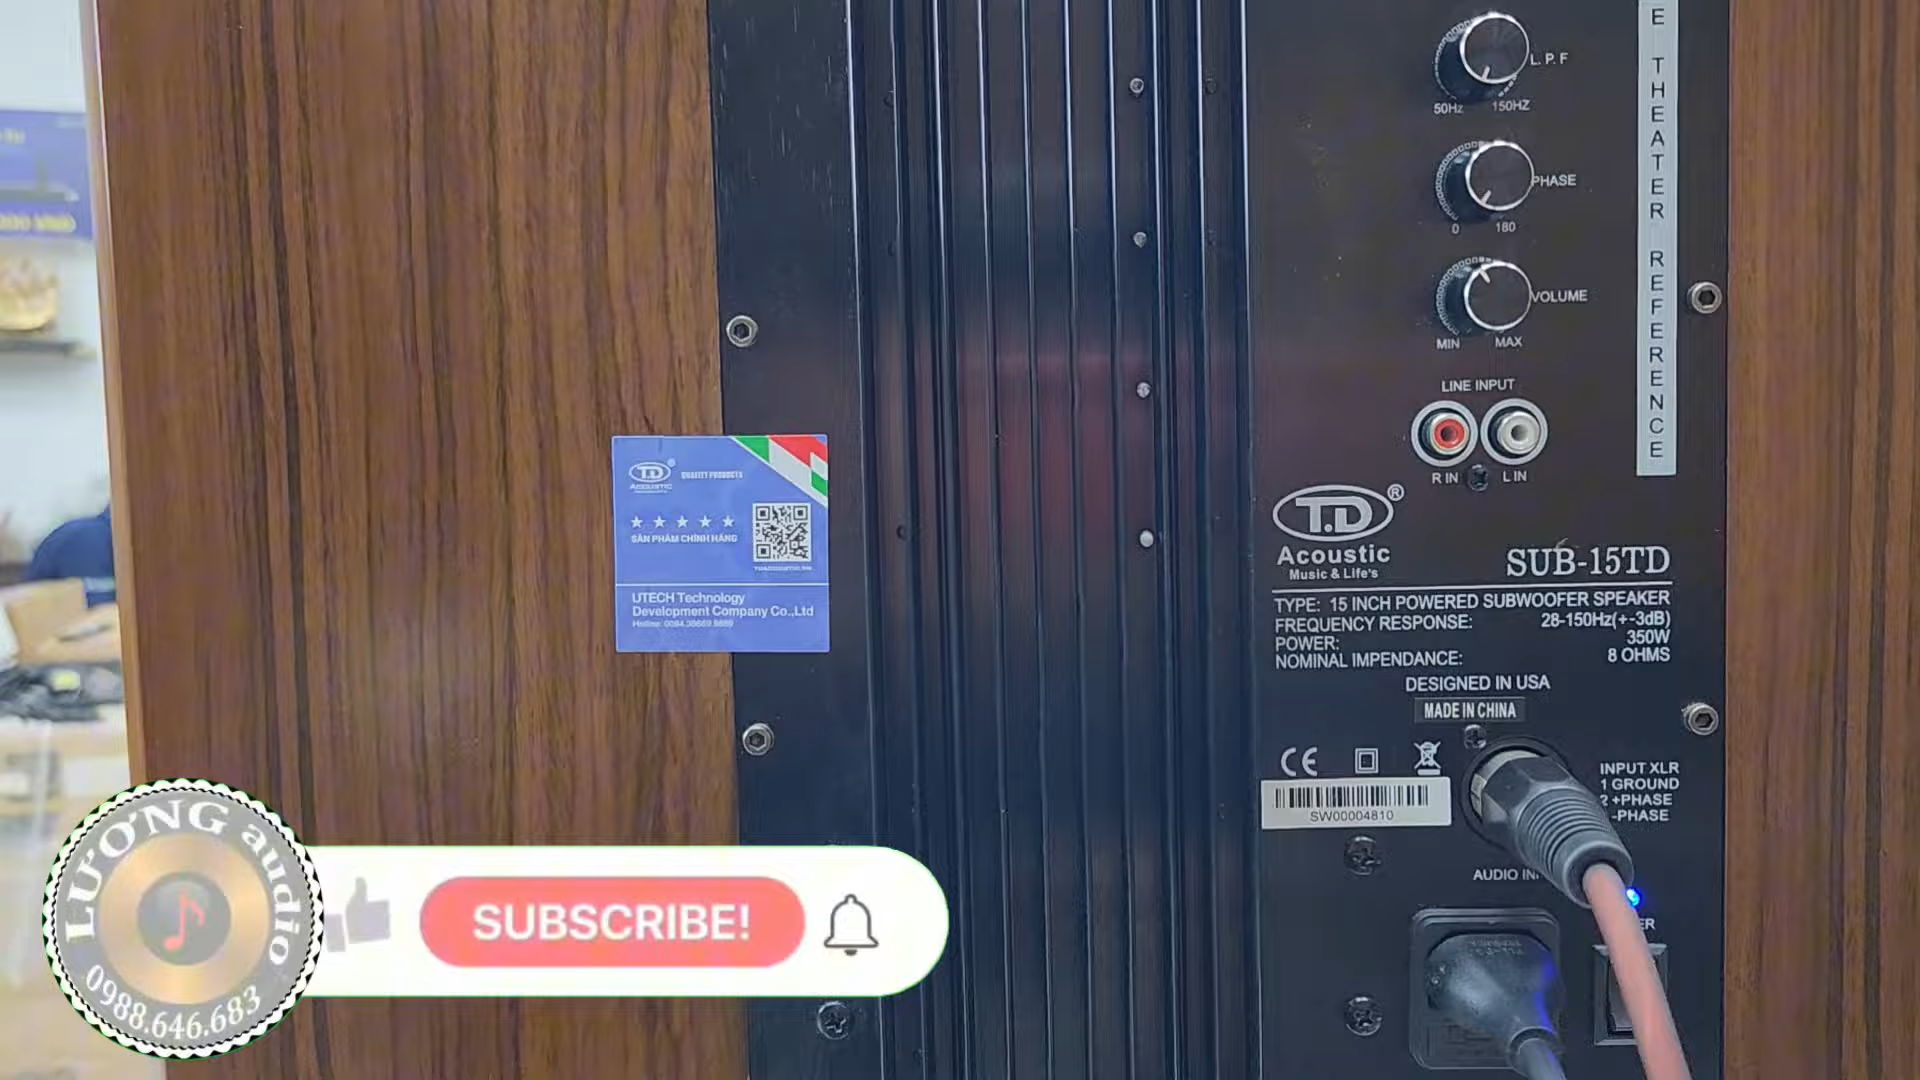 L. P. F
50Hz 150HZ
PHASE
0 180
VOLUME
MIN MAX
LINE INPUT
R IN L IN
E THEATER REFERENCE
T.D ®
Acoustic
Music & Life's
SUB-15TD
TYPE: 15 INCH POWERED SUBWOOFER SPEAKER
FREQUENCY RESPONSE: 28-150Hz(+-3dB)
POWER: 350W
NOMINAL IMPENDANCE: 8 OHMS
DESIGNED IN USA
MADE IN CHINA
CE
SW00004810
INPUT XLR
1 GROUND
2 +PHASE
-PHASE
AUDIO IN
ER
T.D ®
Acoustic
QUALITY PRODUCTS
SẢN PHẨM CHÍNH HÃNG
UTECH Technology
Development Company Co.,Ltd
LƯƠNG audio
0988.646.683
SUBSCRIBE!